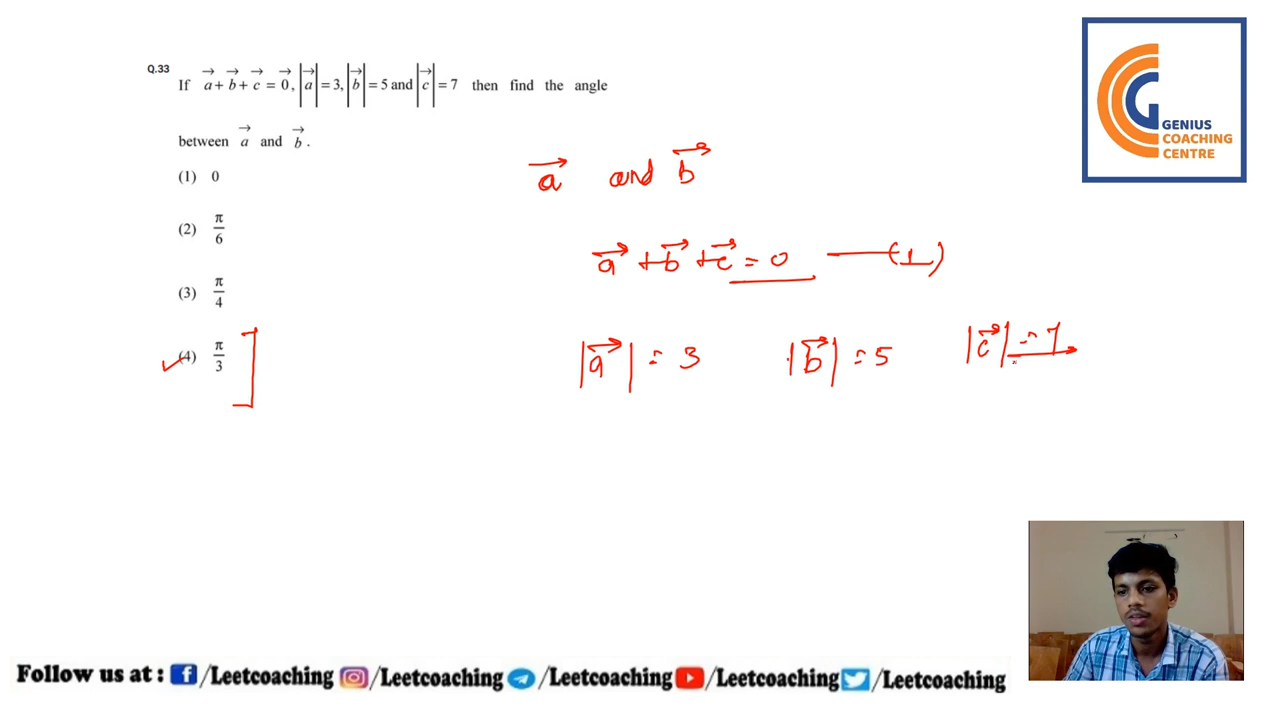 Q.33
If a⃗ + b⃗ + c⃗ = 0⃗, |a⃗| = 3, |b⃗| = 5 and |c⃗| = 7 then find the angle
between a⃗ and b⃗.
(1) 0
(2) π/6
(3) π/4
(4) π/3
a⃗ and b⃗
a⃗ + b⃗ + c⃗ = 0 —(1)
|a⃗| = 3 |b⃗| = 5 |c⃗| = 7
GENIUS
COACHING
CENTRE
Follow us at : /Leetcoaching /Leetcoaching /Leetcoaching /Leetcoaching /Leetcoaching